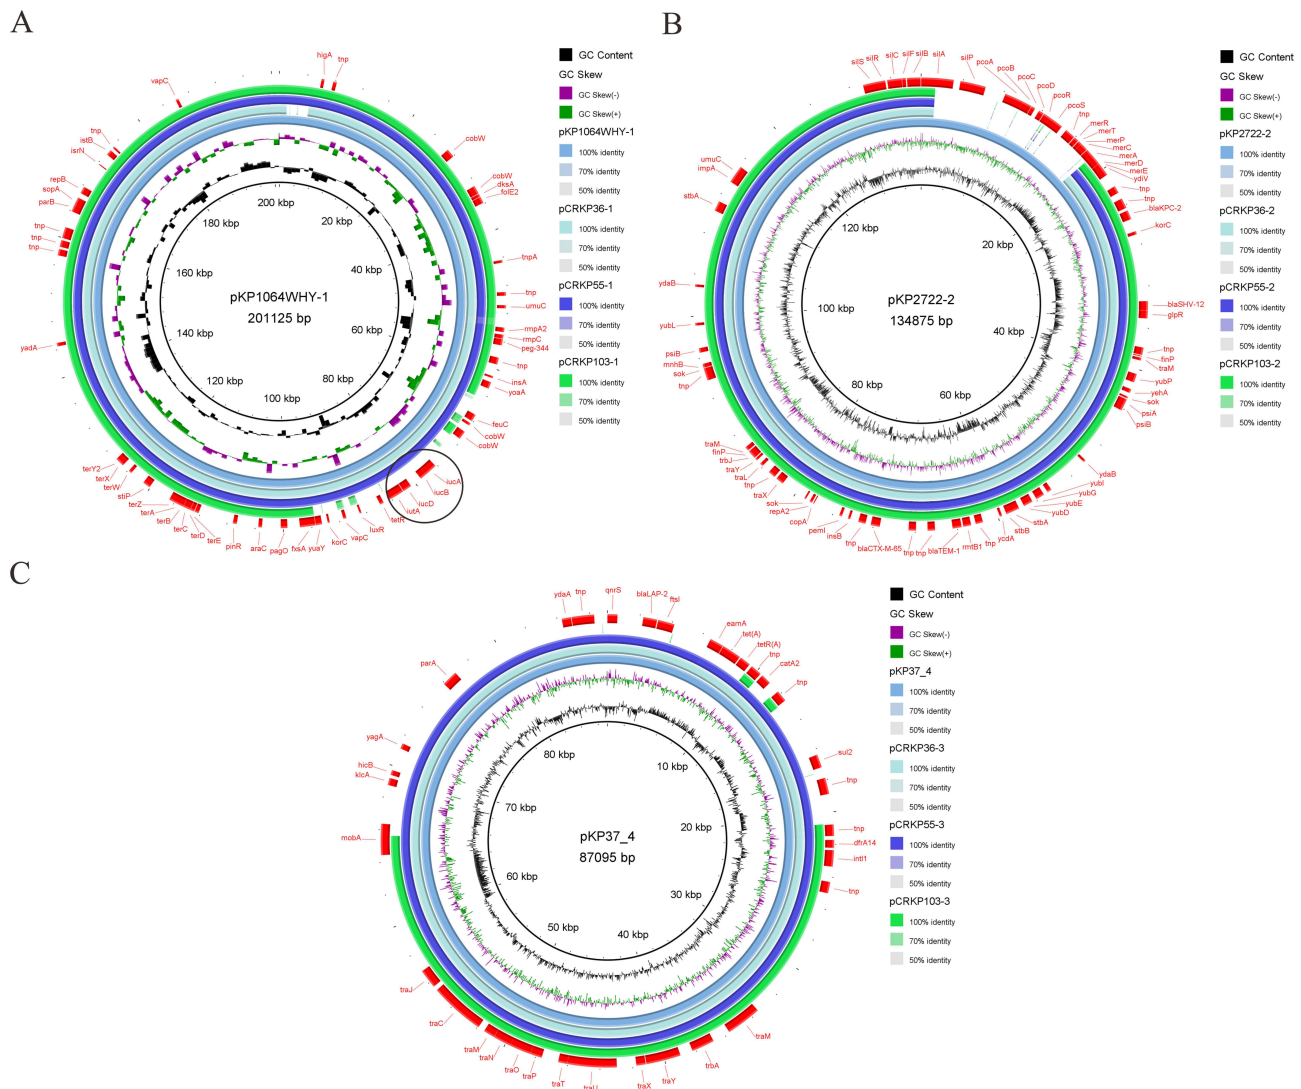 A
higA
tnp
vapC
cobW
tnp
istB
isrN
repB
sopA
parB
tnp
tnp
tnp
cobW
dksA
folE2
tnpA
tnp
umuC
rmpA2
rmpC
peg-344
tnp
insA
yoaA
feuC
cobW
cobW
iucA
iucB
iucD
iutA
tetR
luxR
vapC
korC
yuaY
fxsA
pagO
araC
pinR
terE
terD
terC
terB
terA
terZ
stiP
terW
terX
terY2
yadA
200 kbp
20 kbp
40 kbp
60 kbp
80 kbp
100 kbp
120 kbp
140 kbp
160 kbp
180 kbp
pKP1064WHY-1
201125 bp
GC Content
GC Skew
GC Skew(-)
GC Skew(+)
pKP1064WHY-1
100% identity
70% identity
50% identity
pCRKP36-1
100% identity
70% identity
50% identity
pCRKP55-1
100% identity
70% identity
50% identity
pCRKP103-1
100% identity
70% identity
50% identity
B
silS
silR
silC
silF
silB
silA
silP
pcoA
pcoB
pcoC
pcoD
pcoR
pcoS
tnp
merR
merT
merP
merC
merA
merD
merE
ydiV
tnp
blaKPC-2
korC
blaSHV-12
glpR
tnp
finP
traM
yubP
yehA
sok
psiA
psiB
ydaB
yubI
yubG
yubE
yubD
stbA
stbB
ycdA
tnp
rmtB1
blaTEM-1
tnp
tnp
blaCTX-M-65
tnp
insB
pemI
copA
repA2
sok
traX
tnp
traL
traY
trbJ
finP
traM
tnp
sok
mnhB
psiB
yubL
ydaB
stbA
impA
umuC
20 kbp
40 kbp
60 kbp
80 kbp
100 kbp
120 kbp
pKP2722-2
134875 bp
GC Content
GC Skew
GC Skew(-)
GC Skew(+)
pKP2722-2
100% identity
70% identity
50% identity
pCRKP36-2
100% identity
70% identity
50% identity
pCRKP55-2
100% identity
70% identity
50% identity
pCRKP103-2
100% identity
70% identity
50% identity
C
ydaA
tnp
qnrS
blaLAP-2
ftsI
eamA
tet(A)
tetR(A)
tnp
catA2
tnp
sul2
tnp
tnp
dfrA14
intI1
tnp
traM
trbA
traY
traX
traU
traT
traP
traO
traN
traM
traC
traJ
mobA
klcA
hicB
yagA
parA
10 kbp
20 kbp
30 kbp
40 kbp
50 kbp
60 kbp
70 kbp
80 kbp
pKP37_4
87095 bp
GC Content
GC Skew
GC Skew(-)
GC Skew(+)
pKP37_4
100% identity
70% identity
50% identity
pCRKP36-3
100% identity
70% identity
50% identity
pCRKP55-3
100% identity
70% identity
50% identity
pCRKP103-3
100% identity
70% identity
50% identity